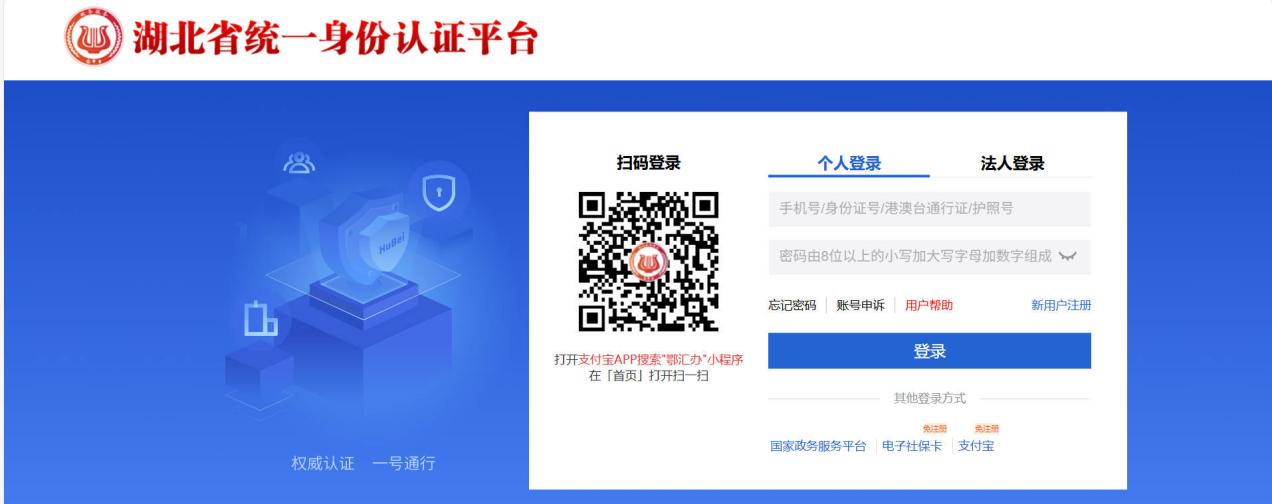 湖北省统一身份认证平台
HuBei
权威认证 一号通行
扫码登录
打开支付宝APP搜索"鄂汇办"小程序
在「首页」打开扫一扫
个人登录 法人登录
手机号/身份证号/港澳台通行证/护照号
密码由8位以上的小写加大写字母加数字组成
忘记密码 账号申诉 用户帮助 新用户注册
登录
其他登录方式
免注册 免注册
国家政务服务平台 电子社保卡 支付宝